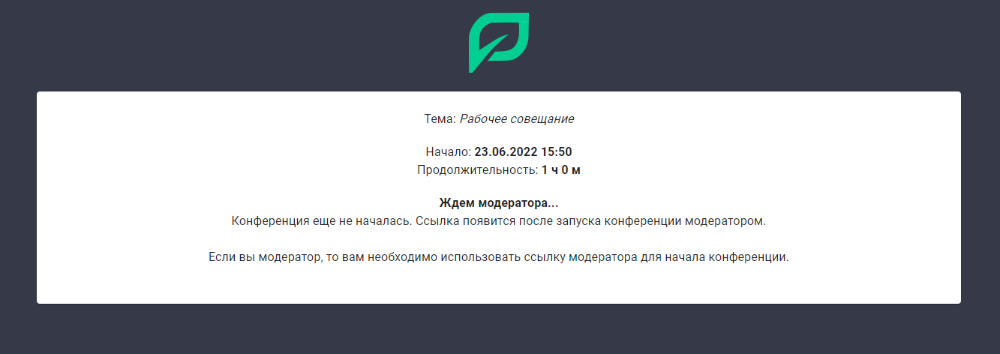 Тема: Рабочее совещание
Начало: 23.06.2022 15:50
Продолжительность: 1 ч 0 м
Ждем модератора...
Конференция еще не началась. Ссылка появится после запуска конференции модератором.
Если вы модератор, то вам необходимо использовать ссылку модератора для начала конференции.